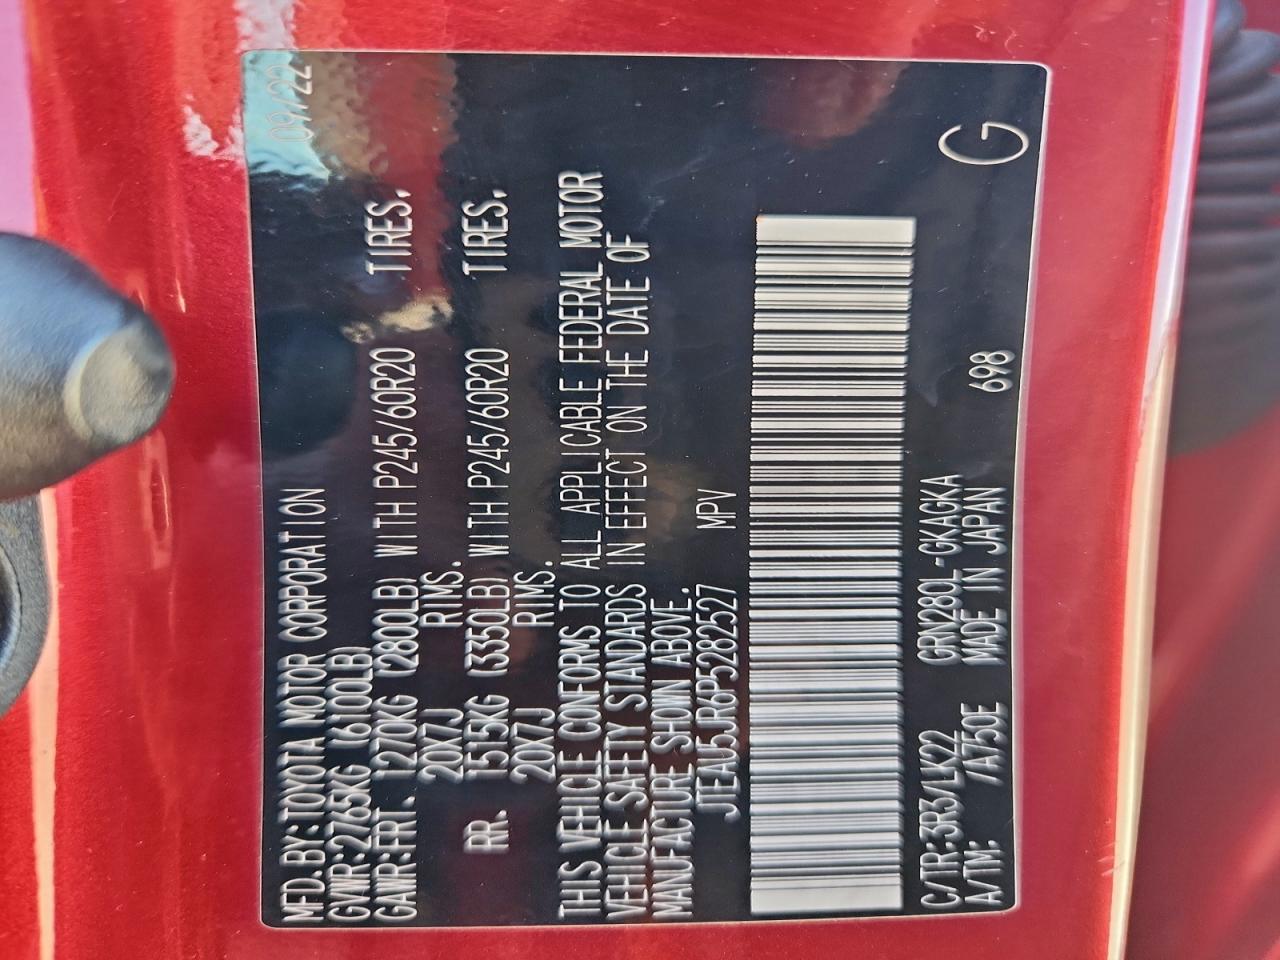 MFD.BY:TOYOTA MOTOR CORPORATION 09/22
GVWR:2765KG (6100LB)
GAWR:FRT. 1270KG (2800LB) WITH P245/60R20 TIRES.
20X7J RIMS.
RR. 1515KG (3350LB) WITH P245/60R20 TIRES.
20X7J RIMS.
THIS VEHICLE CONFORMS TO ALL APPLICABLE FEDERAL MOTOR
VEHICLE SAFETY STANDARDS IN EFFECT ON THE DATE OF
MANUFACTURE SHOWN ABOVE.
JTEAU5JR6P5282527 MPV
C/TR:3R3/LK22 GRN280L-GKAGKA
A/TM: /A750E MADE IN JAPAN 698 G